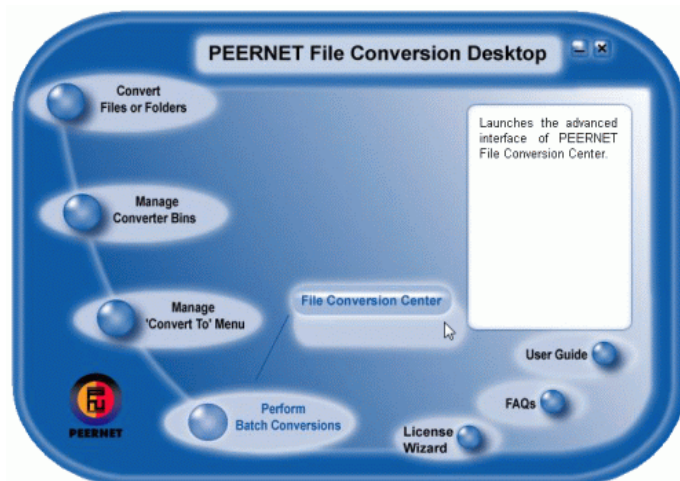 PEERNET File Conversion Desktop
Convert
Files or Folders
Launches the advanced
interface of PEERNET
File Conversion Center.
Manage
Converter Bins
File Conversion Center
Manage
'Convert To' Menu
User Guide
FAQs
Perform
Batch Conversions
License
Wizard
PEERNET